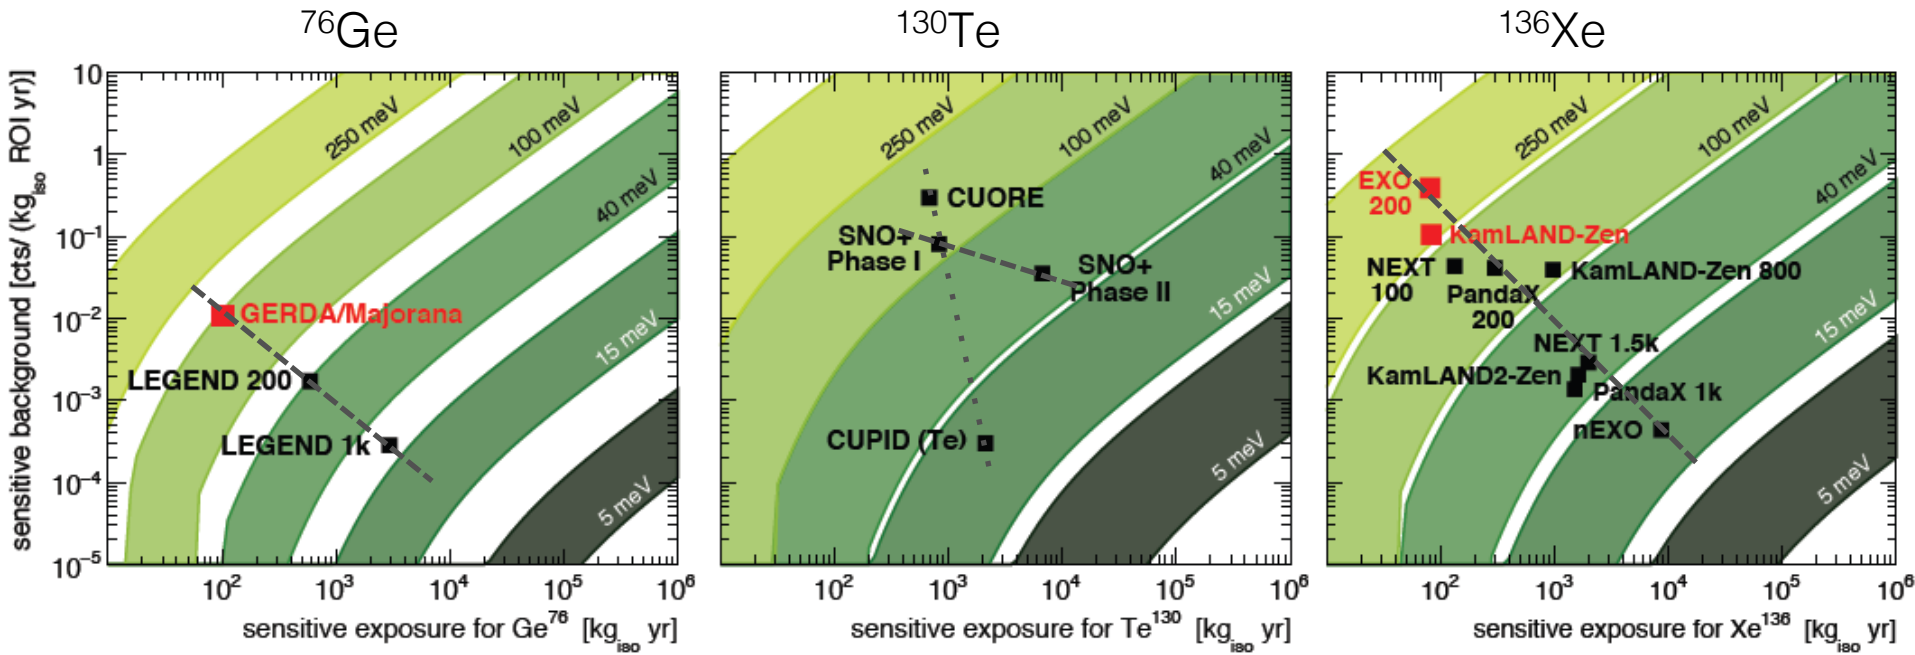 ⁷⁶Ge
¹³⁰Te
¹³⁶Xe
sensitive background [cts/ (kg_iso ROI yr)]
10
1
10⁻¹
10⁻²
10⁻³
10⁻⁴
10⁻⁵
250 meV
100 meV
40 meV
15 meV
5 meV
GERDA/Majorana
LEGEND 200
LEGEND 1k
10² 10³ 10⁴ 10⁵ 10⁶
sensitive exposure for Ge⁷⁶ [kg_iso yr]
250 meV
100 meV
40 meV
15 meV
5 meV
CUORE
SNO+
Phase I
SNO+
Phase II
CUPID (Te)
10² 10³ 10⁴ 10⁵ 10⁶
sensitive exposure for Te¹³⁰ [kg_iso yr]
250 meV
100 meV
40 meV
15 meV
5 meV
EXO
200
KamLAND-Zen
NEXT
100
PandaX
200
KamLAND-Zen 800
NEXT 1.5k
KamLAND2-Zen
PandaX 1k
nEXO
10² 10³ 10⁴ 10⁵ 10⁶
sensitive exposure for Xe¹³⁶ [kg_iso yr]